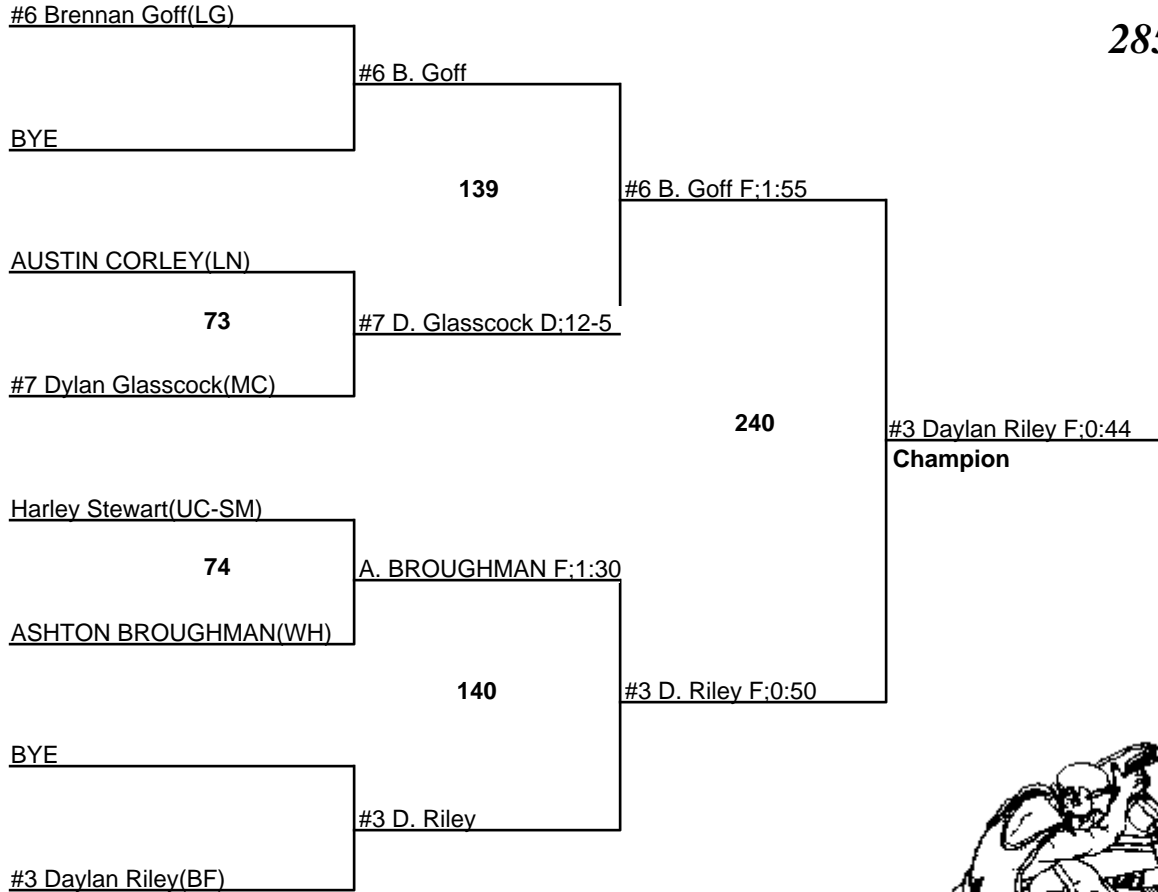 #6 Brennan Goff(LG)
285
#6 B. Goff
BYE
139
#6 B. Goff F;1:55
AUSTIN CORLEY(LN)
73
#7 D. Glasscock D;12-5
#7 Dylan Glasscock(MC)
240
#3 Daylan Riley F;0:44
Champion
Harley Stewart(UC-SM)
74
A. BROUGHMAN F;1:30
ASHTON BROUGHMAN(WH)
140
#3 D. Riley F;0:50
BYE
#3 D. Riley
#3 Daylan Riley(BF)